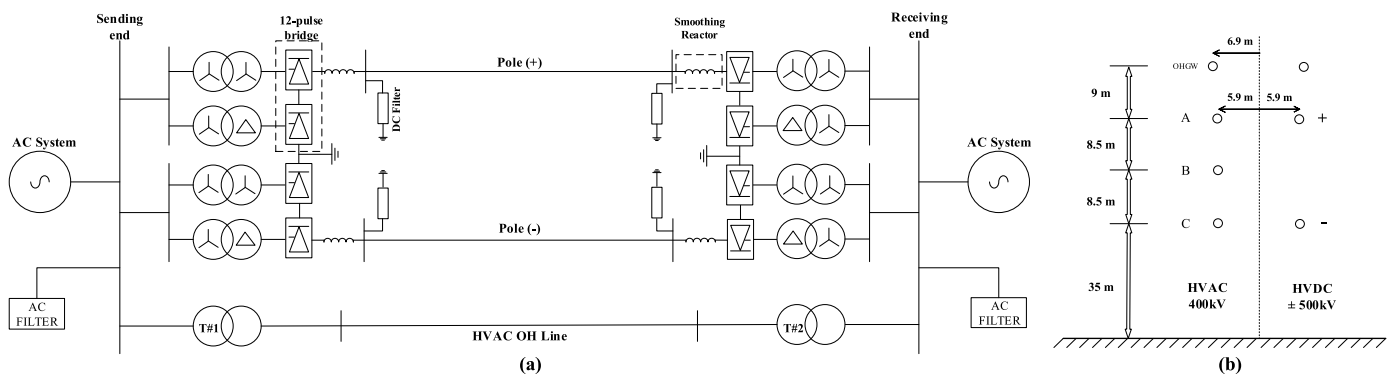 Sending
end
12-pulse
bridge
Smoothing
Reactor
Receiving
end
Pole (+)
DC Filter
AC System
AC System
Pole (-)
AC
FILTER
T#1
HVAC OH Line
T#2
AC
FILTER
(a)
6.9 m
OHGW
9 m
5.9 m
5.9 m
A
+
8.5 m
B
8.5 m
C
-
35 m
HVAC
400kV
HVDC
± 500kV
(b)